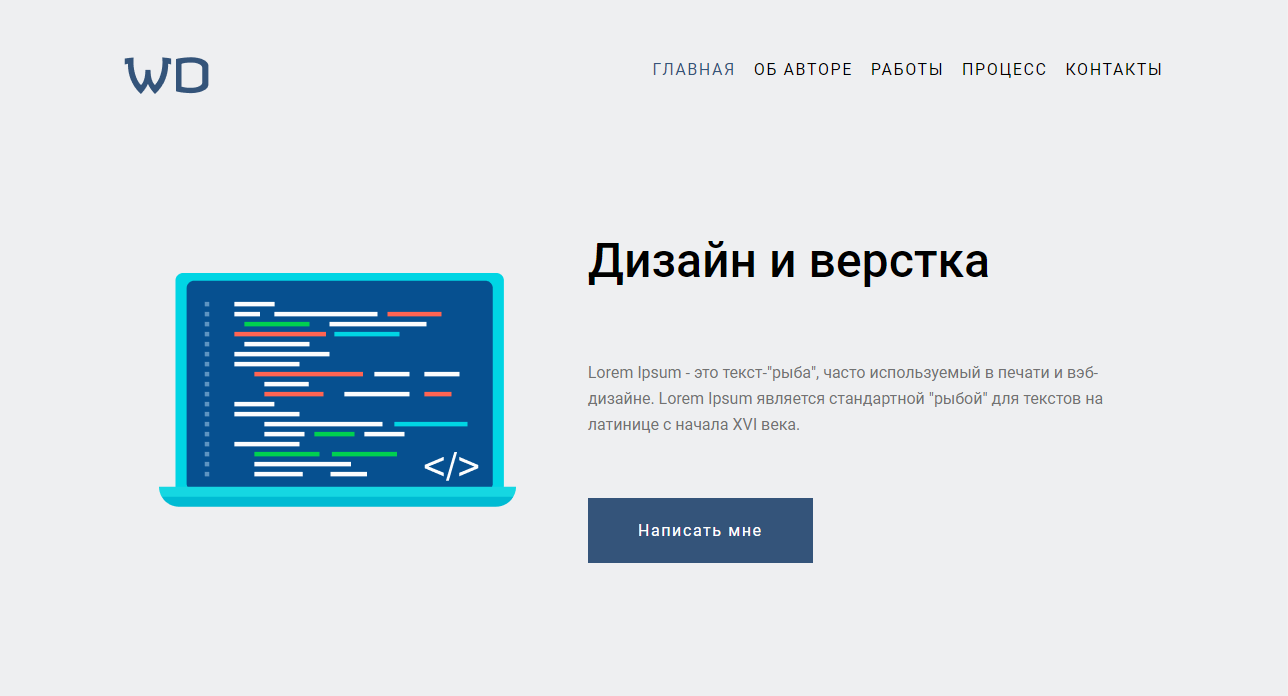 WD
ГЛАВНАЯ ОБ АВТОРЕ РАБОТЫ ПРОЦЕСС КОНТАКТЫ
Дизайн и верстка
Lorem Ipsum - это текст-"рыба", часто используемый в печати и вэб-
дизайне. Lorem Ipsum является стандартной "рыбой" для текстов на
латинице с начала XVI века.
</>
Написать мне